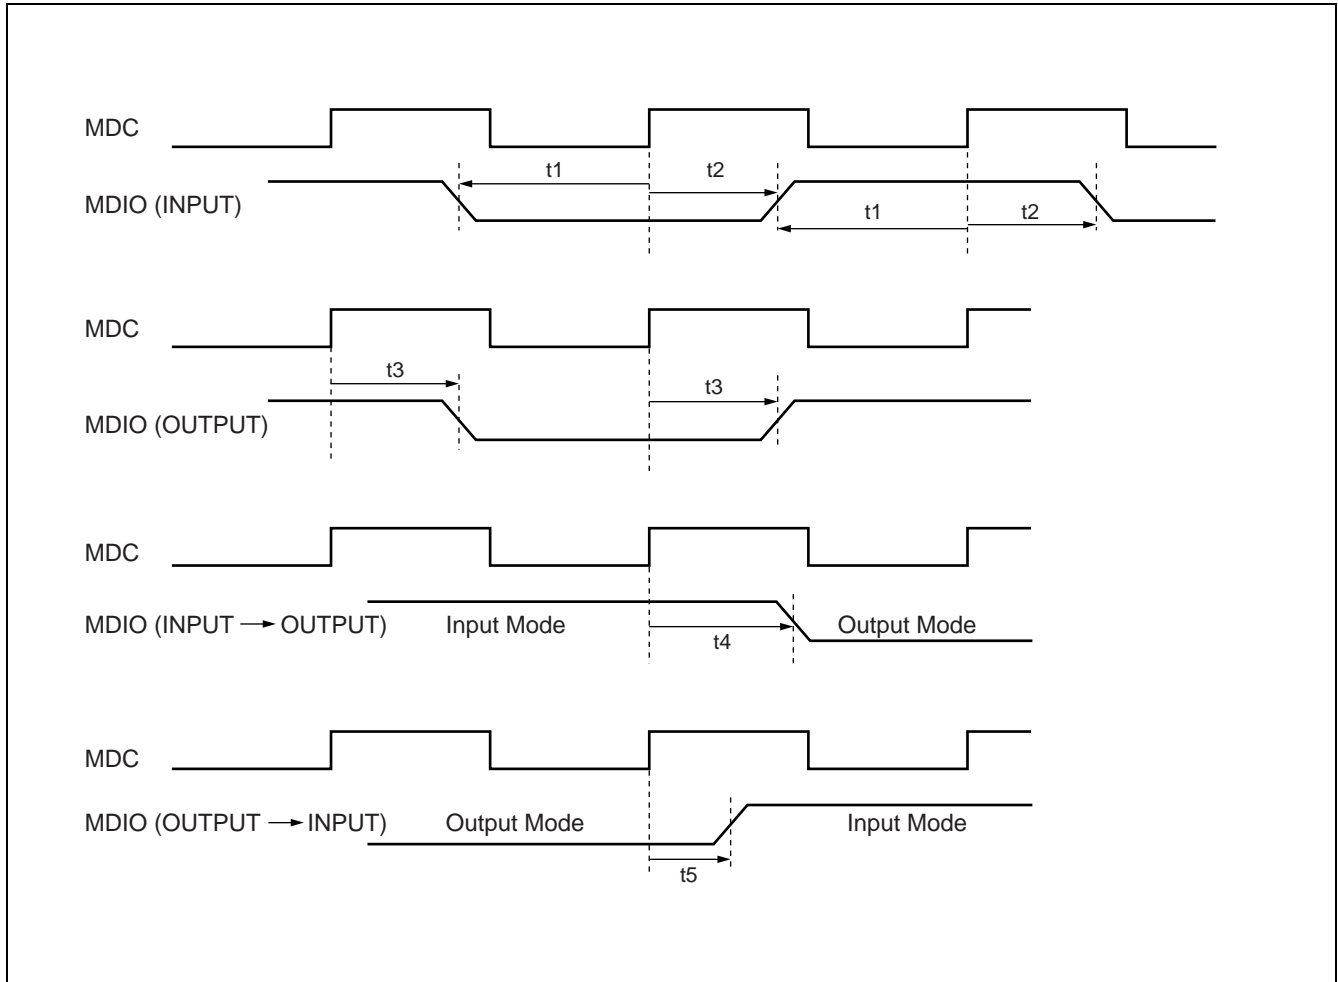 MDC
t1
t2
MDIO (INPUT)
t1
t2
MDC
t3
t3
MDIO (OUTPUT)
MDC
MDIO (INPUT → OUTPUT)
Input Mode
t4
Output Mode
MDC
MDIO (OUTPUT → INPUT)
Output Mode
Input Mode
t5